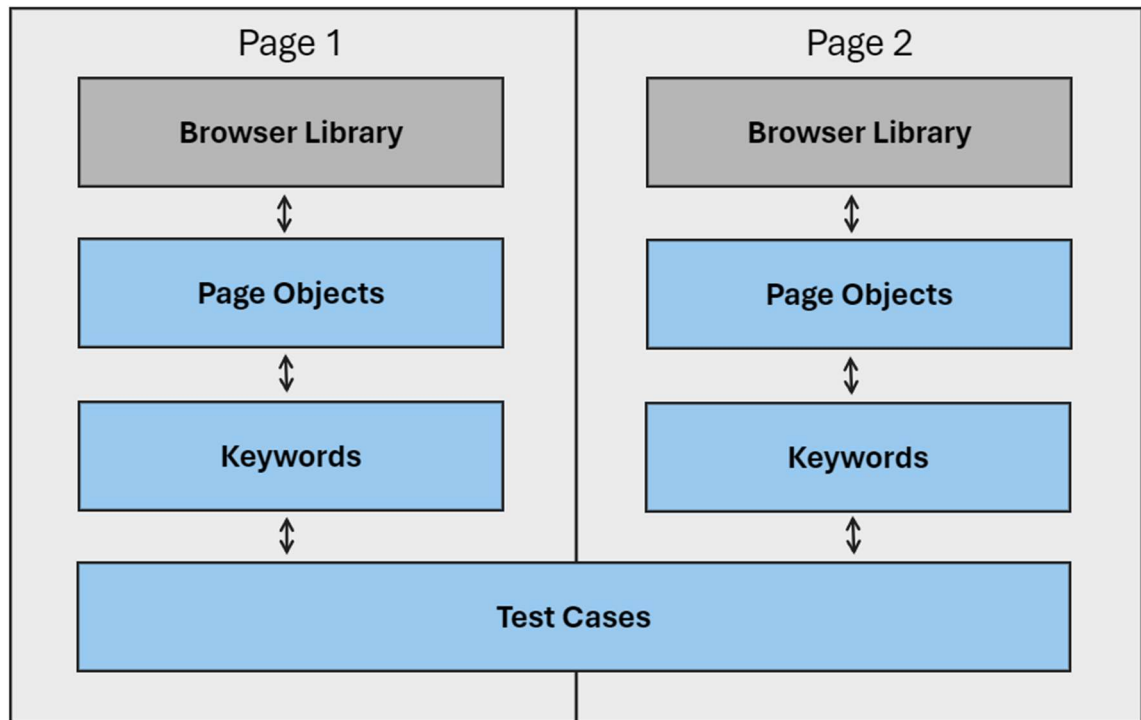 Page 1
Browser Library
Page Objects
Keywords
Page 2
Browser Library
Page Objects
Keywords
Test Cases